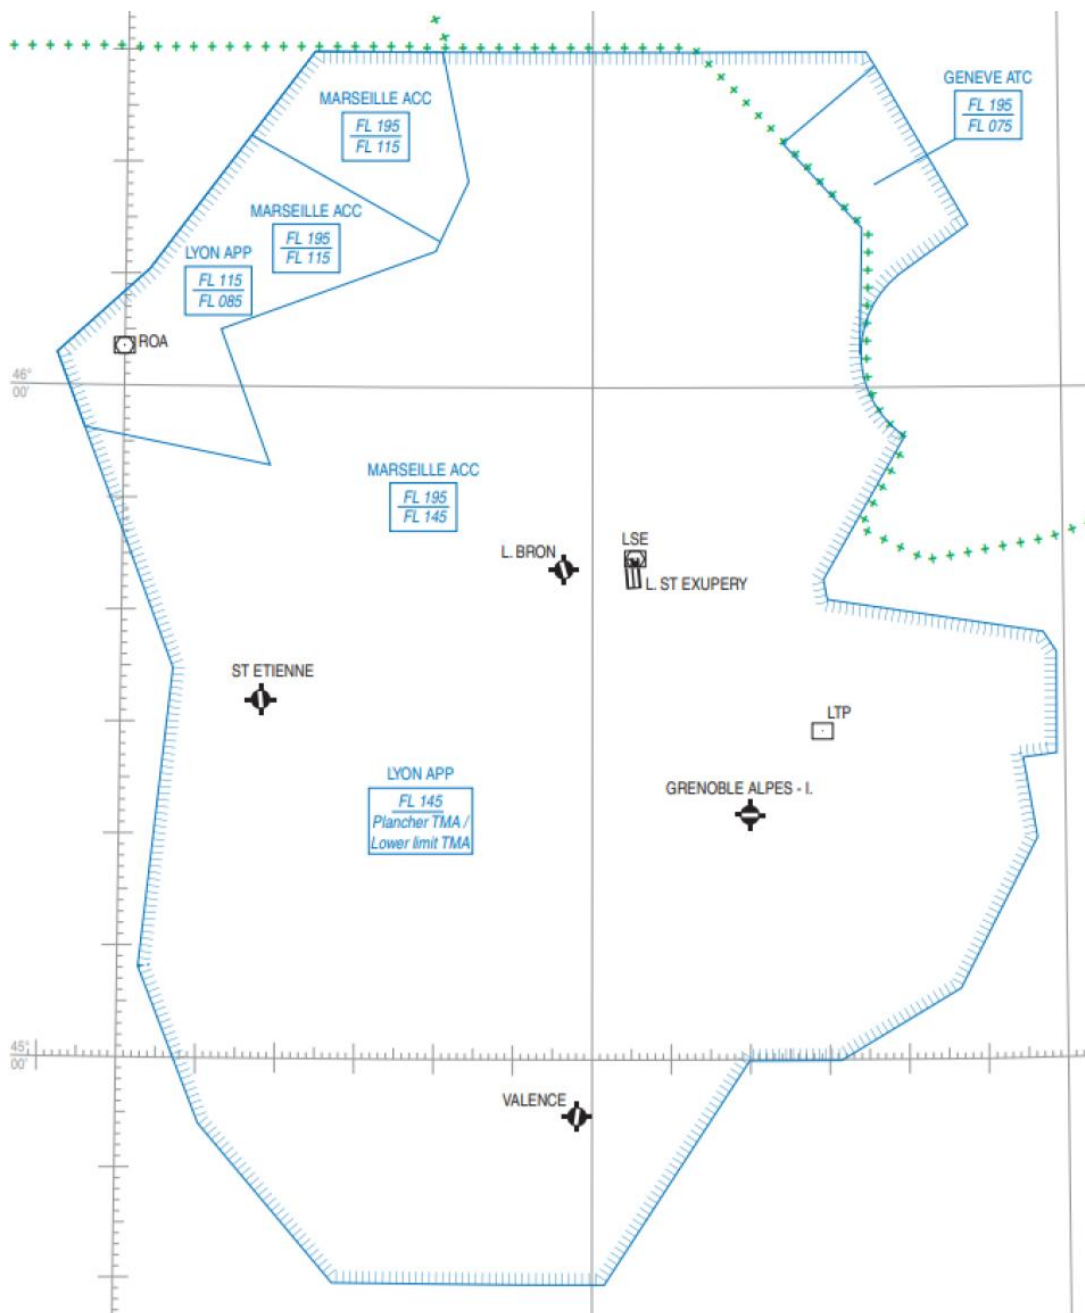 MARSEILLE ACC
FL 195
FL 115
GENEVE ATC
FL 195
FL 075
MARSEILLE ACC
FL 195
FL 115
LYON APP
FL 115
FL 085
ROA
46°
00'
MARSEILLE ACC
FL 195
FL 145
L. BRON
LSE
L. ST EXUPERY
ST ETIENNE
LTP
LYON APP
FL 145
Plancher TMA /
Lower limit TMA
GRENOBLE ALPES - I.
45°
00'
VALENCE